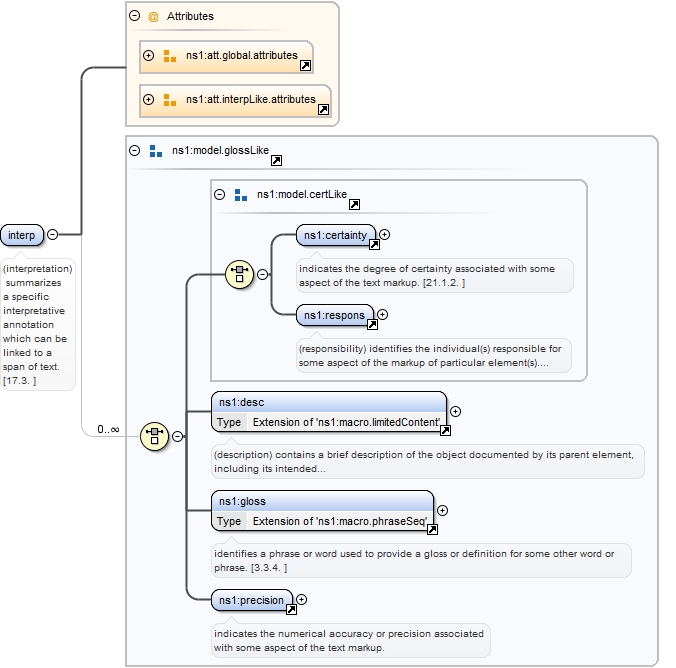 @ Attributes
ns1:att.global.attributes
ns1:att.interpLike.attributes
ns1:model.glossLike
ns1:model.certLike
interp
(interpretation)
summarizes
a specific
interpretative
annotation
which can be
linked to a
span of text.
[17.3. ]
ns1:certainty
indicates the degree of certainty associated with some
aspect of the text markup. [21.1.2. ]
ns1:respons
(responsibility) identifies the individual(s) responsible for
some aspect of the markup of particular element(s)....
0..∞
ns1:desc
Type Extension of 'ns1:macro.limitedContent'
(description) contains a brief description of the object documented by its parent element,
including its intended...
ns1:gloss
Type Extension of 'ns1:macro.phraseSeq'
identifies a phrase or word used to provide a gloss or definition for some other word or
phrase. [3.3.4. ]
ns1:precision
indicates the numerical accuracy or precision associated
with some aspect of the text markup.